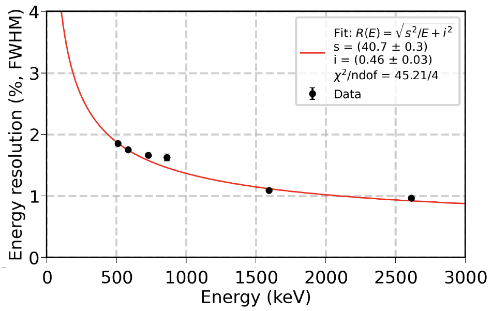 4
3
2
1
0
Energy resolution (%, FWHM)
Fit: R(E) = √s²/E + i²
s = (40.7 ± 0.3)
i = (0.46 ± 0.03)
χ²/ndof = 45.21/4
Data
0 500 1000 1500 2000 2500 3000
Energy (keV)